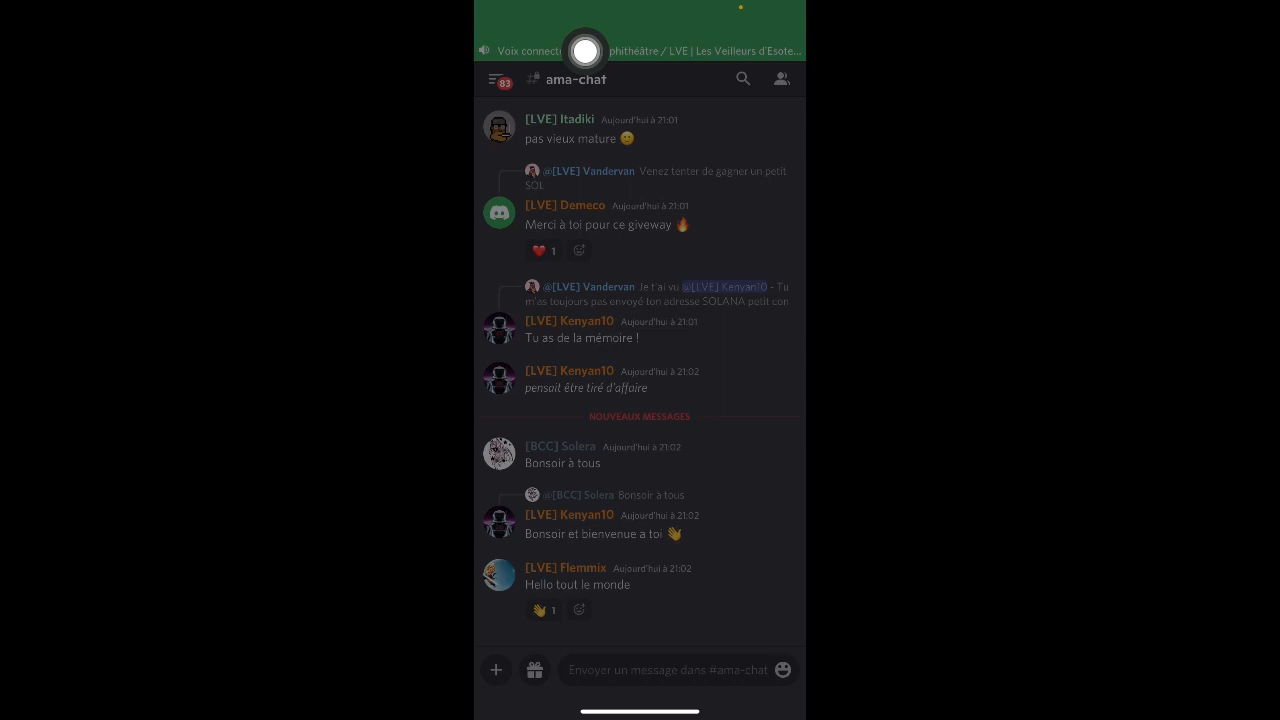 Voix connect phithéâtre / LVE | Les Veilleurs d'Esote...
83
ama-chat
[LVE] Itadiki Aujourd'hui à 21:01
pas vieux mature 🙂
@[LVE] Vandervan Venez tenter de gagner un petit
SOL
[LVE] Demeco Aujourd'hui à 21:01
Merci à toi pour ce giveway 🔥
❤️ 1
@[LVE] Vandervan Je t'ai vu @[LVE] Kenyan10 - Tu
m'as toujours pas envoyé ton adresse SOLANA petit con
[LVE] Kenyan10 Aujourd'hui à 21:01
Tu as de la mémoire !
[LVE] Kenyan10 Aujourd'hui à 21:02
pensait être tiré d'affaire
NOUVEAUX MESSAGES
[BCC] Solera Aujourd'hui à 21:02
Bonsoir à tous
@[BCC] Solera Bonsoir à tous
[LVE] Kenyan10 Aujourd'hui à 21:02
Bonsoir et bienvenue a toi 👋
[LVE] Flemmix Aujourd'hui à 21:02
Hello tout le monde
👋 1
Envoyer un message dans #ama-chat